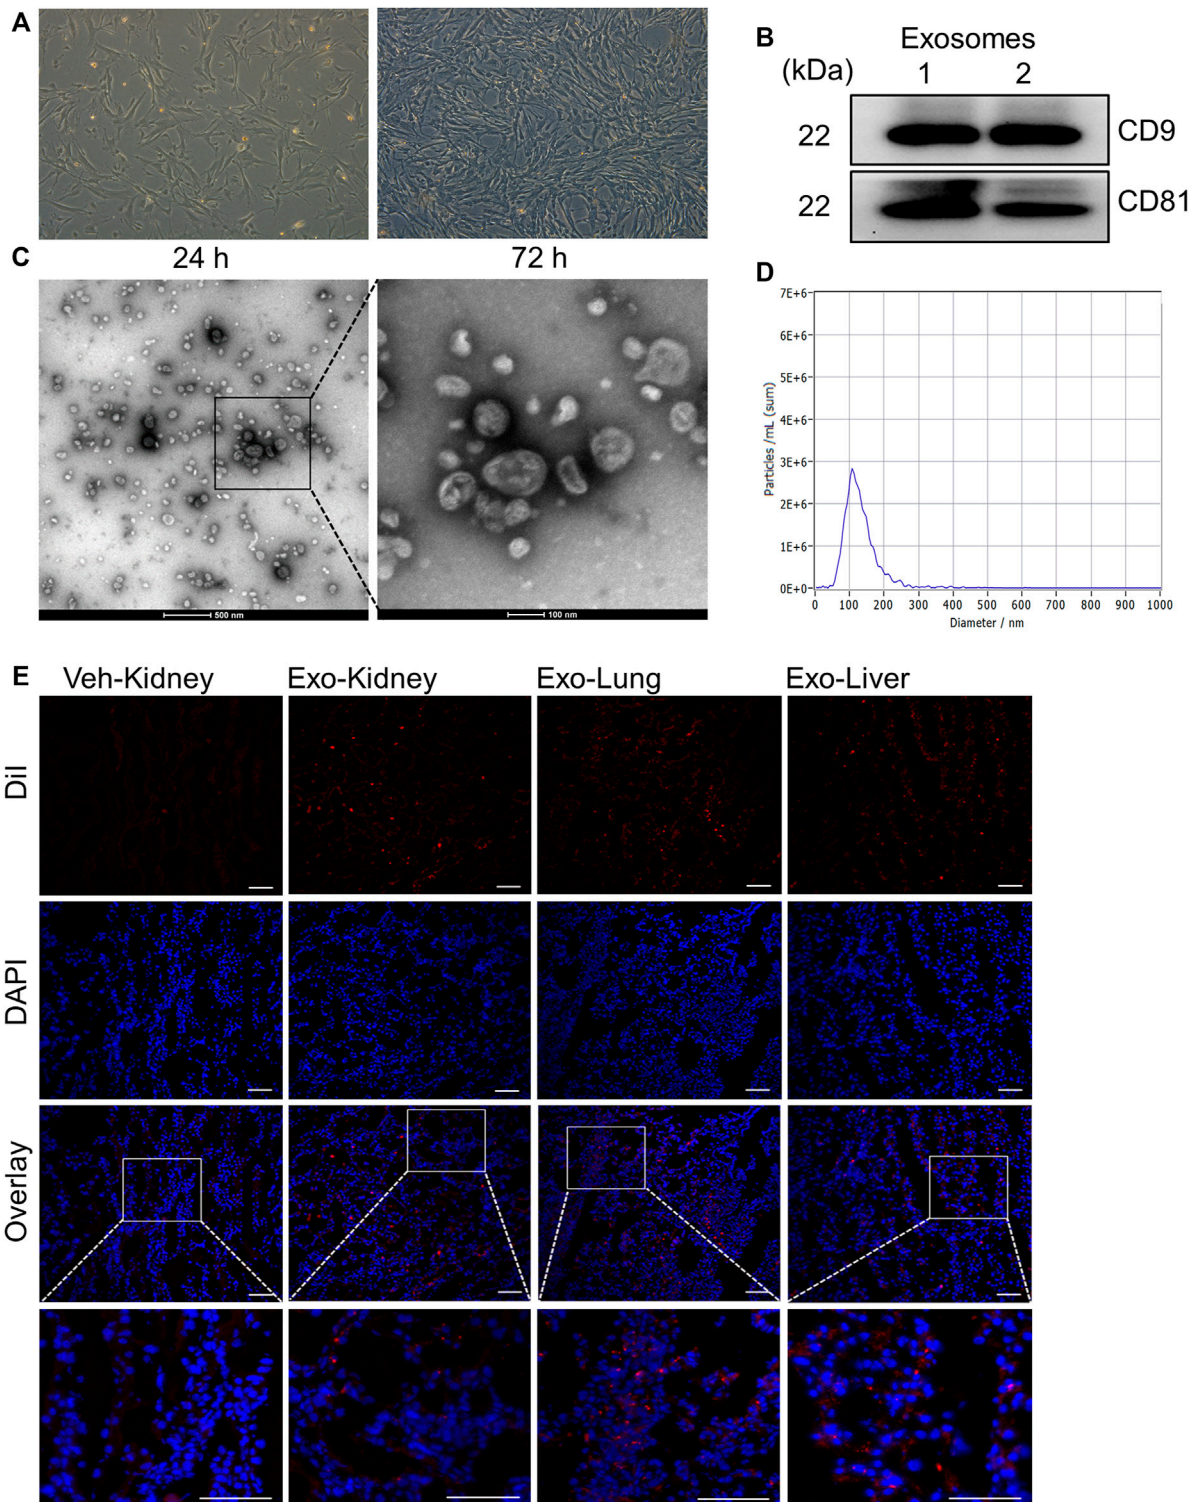 A
24 h
72 h
B
Exosomes
(kDa)
1
2
22
CD9
22
CD81
C
500 nm
100 nm
D
7E+6
6E+6
5E+6
4E+6
3E+6
2E+6
1E+6
0E+0
Particles /mL (sum)
0 100 200 300 400 500 600 700 800 900 1000
Diameter / nm
E
Veh-Kidney
Exo-Kidney
Exo-Lung
Exo-Liver
Dil
DAPI
Overlay